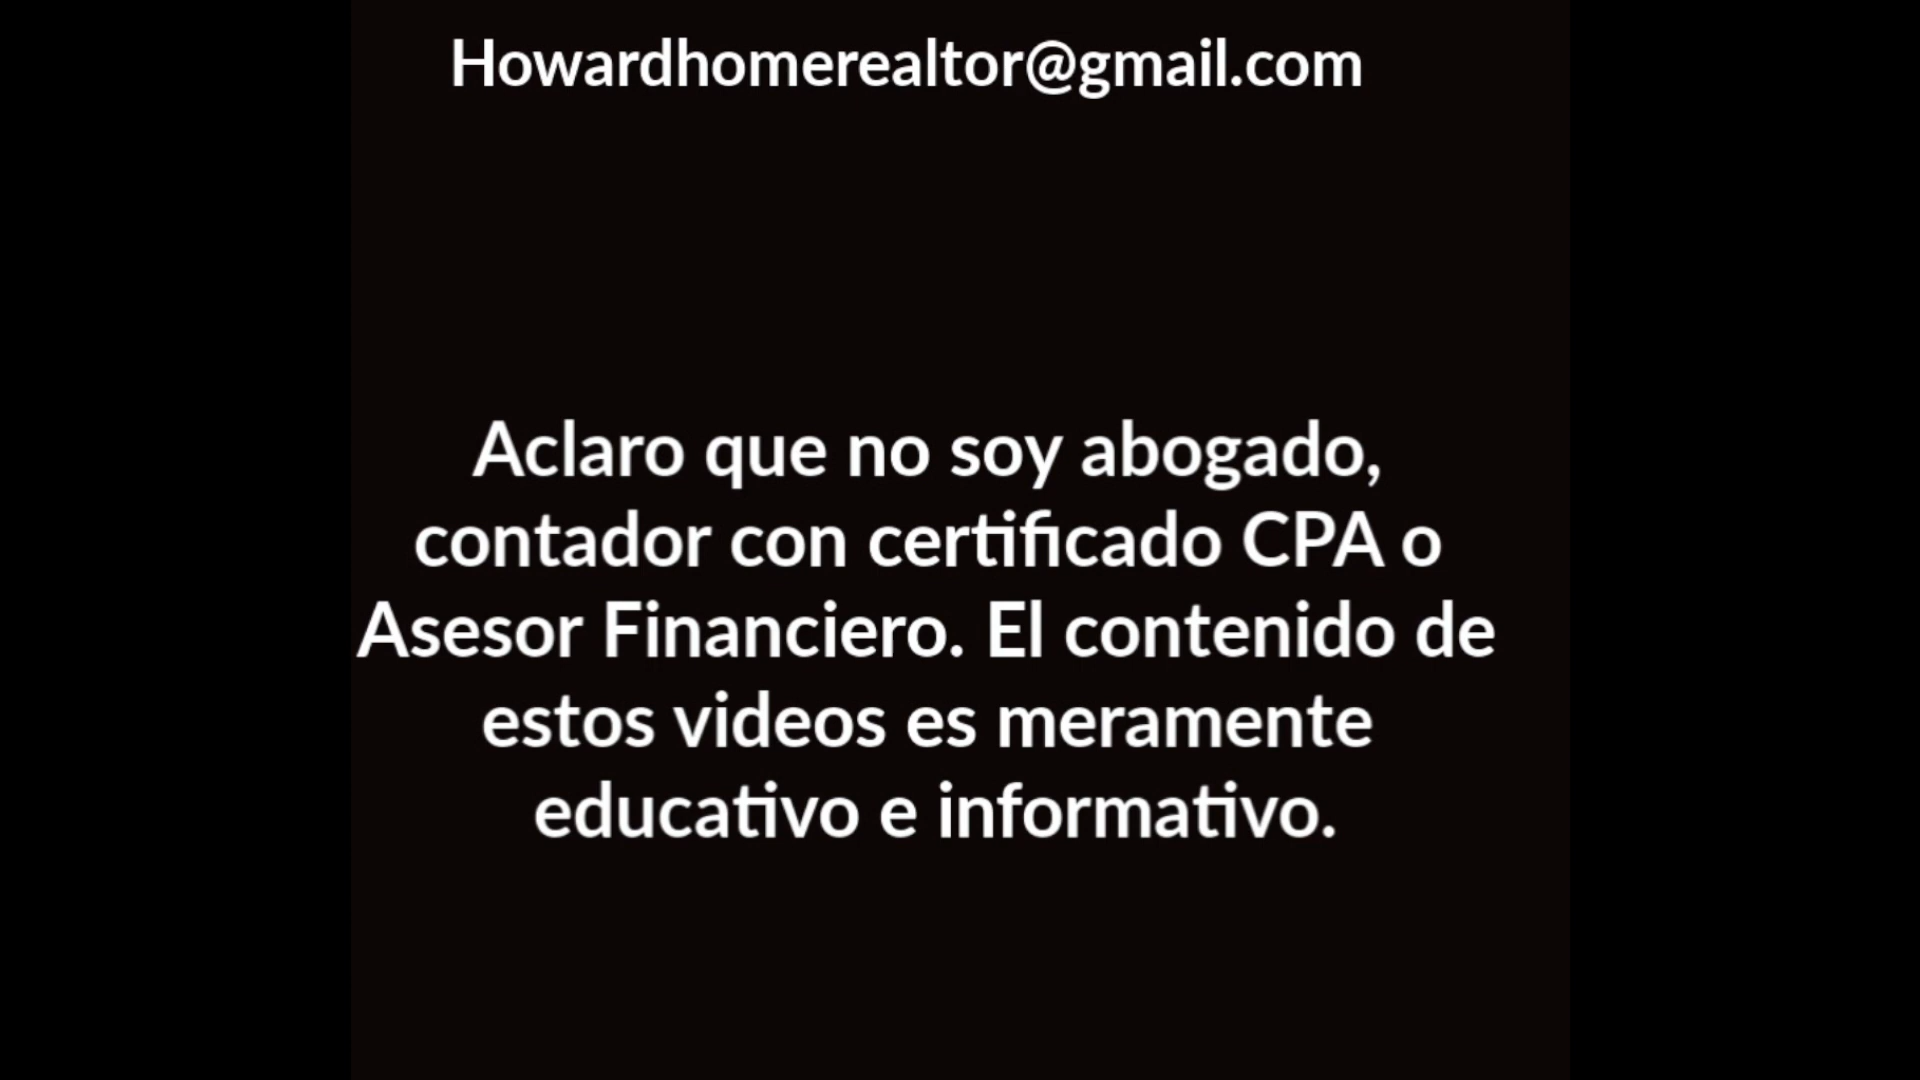 Howardhomerealtor@gmail.com
Aclaro que no soy abogado,
contador con certificado CPA o
Asesor Financiero. El contenido de
estos videos es meramente
educativo e informativo.